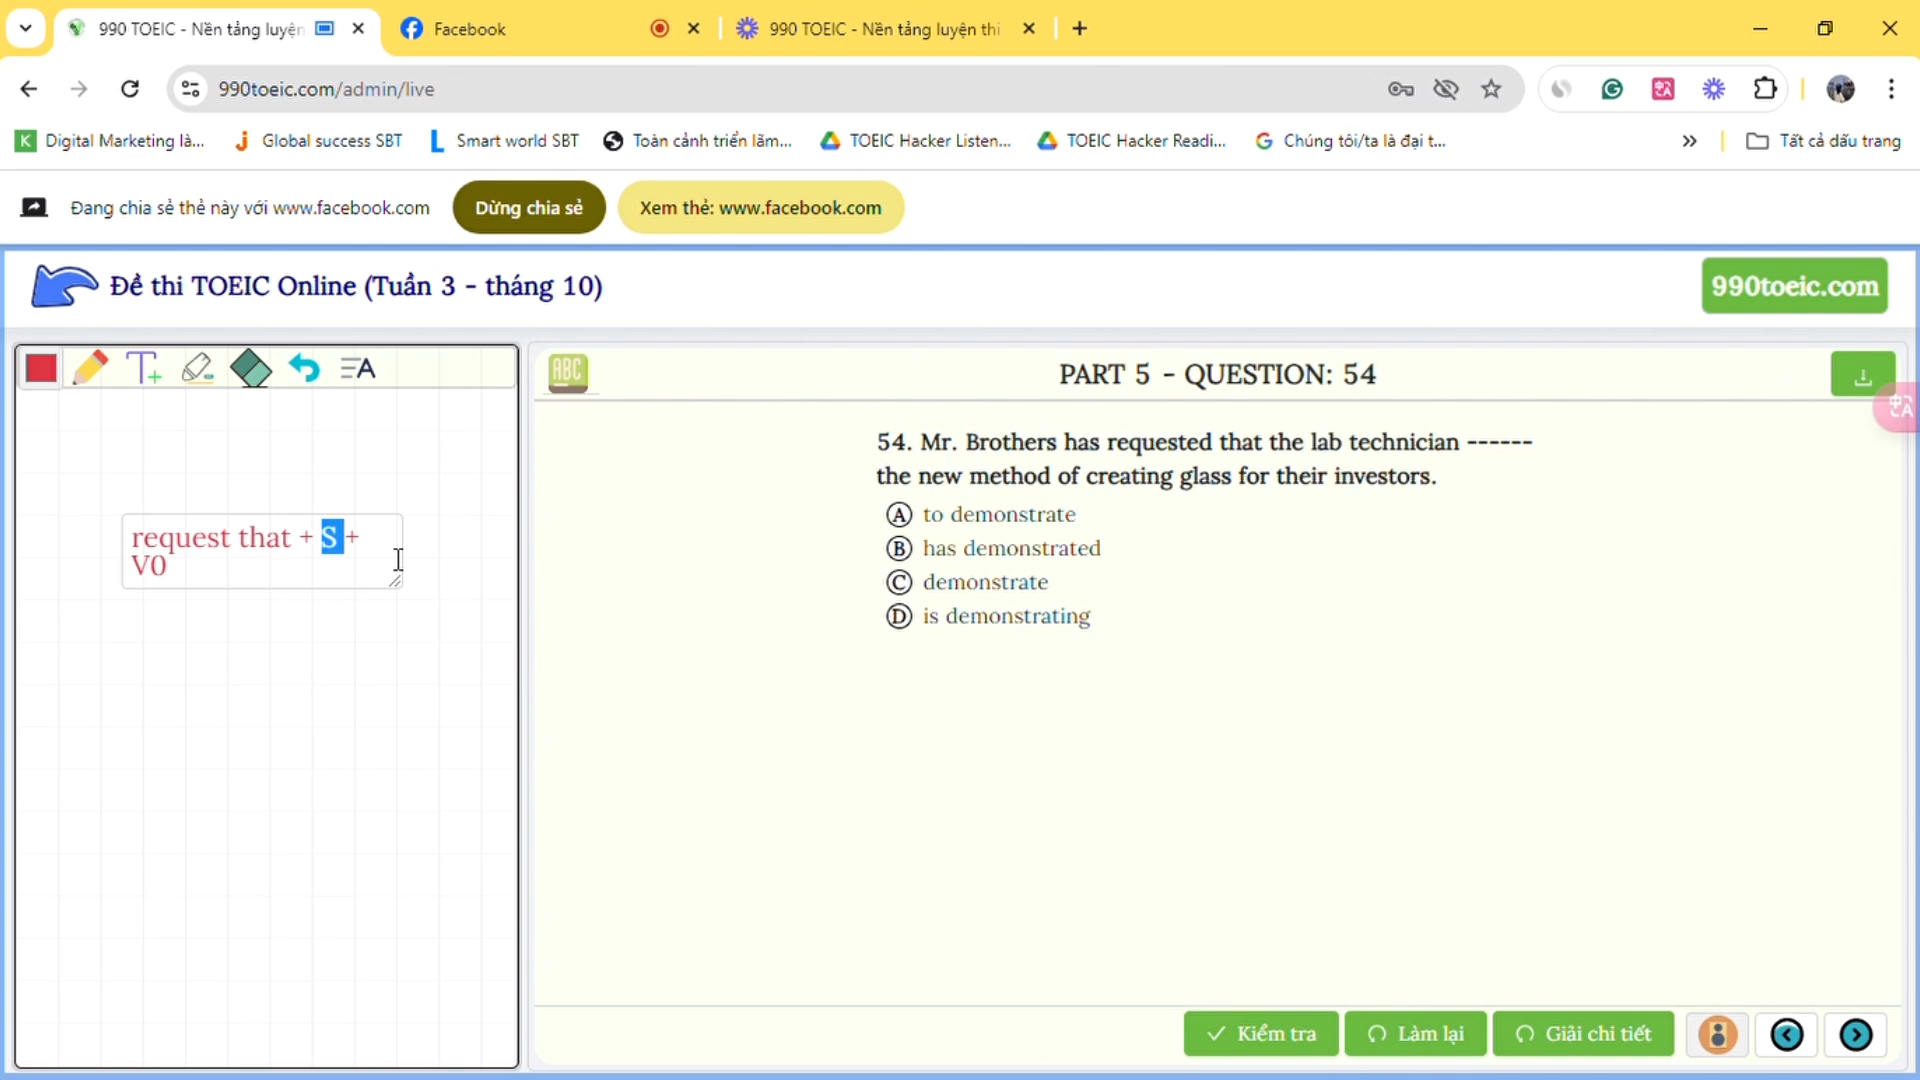 990 TOEIC - Nền tảng luyện
Facebook
990 TOEIC - Nền tảng luyện thi
990toeic.com/admin/live
Digital Marketing là...
Global success SBT
Smart world SBT
Toàn cảnh triển lãm...
TOEIC Hacker Listen...
TOEIC Hacker Readi...
Chúng tôi/ta là đại t...
Tất cả dấu trang
Đang chia sẻ thẻ này với www.facebook.com
Dừng chia sẻ
Xem thẻ: www.facebook.com
Đề thi TOEIC Online (Tuần 3 - tháng 10)
990toeic.com
ABC
PART 5 - QUESTION: 54
54. Mr. Brothers has requested that the lab technician ------
the new method of creating glass for their investors.
A to demonstrate
B has demonstrated
C demonstrate
D is demonstrating
request that + S +
V0
Kiểm tra
Làm lại
Giải chi tiết